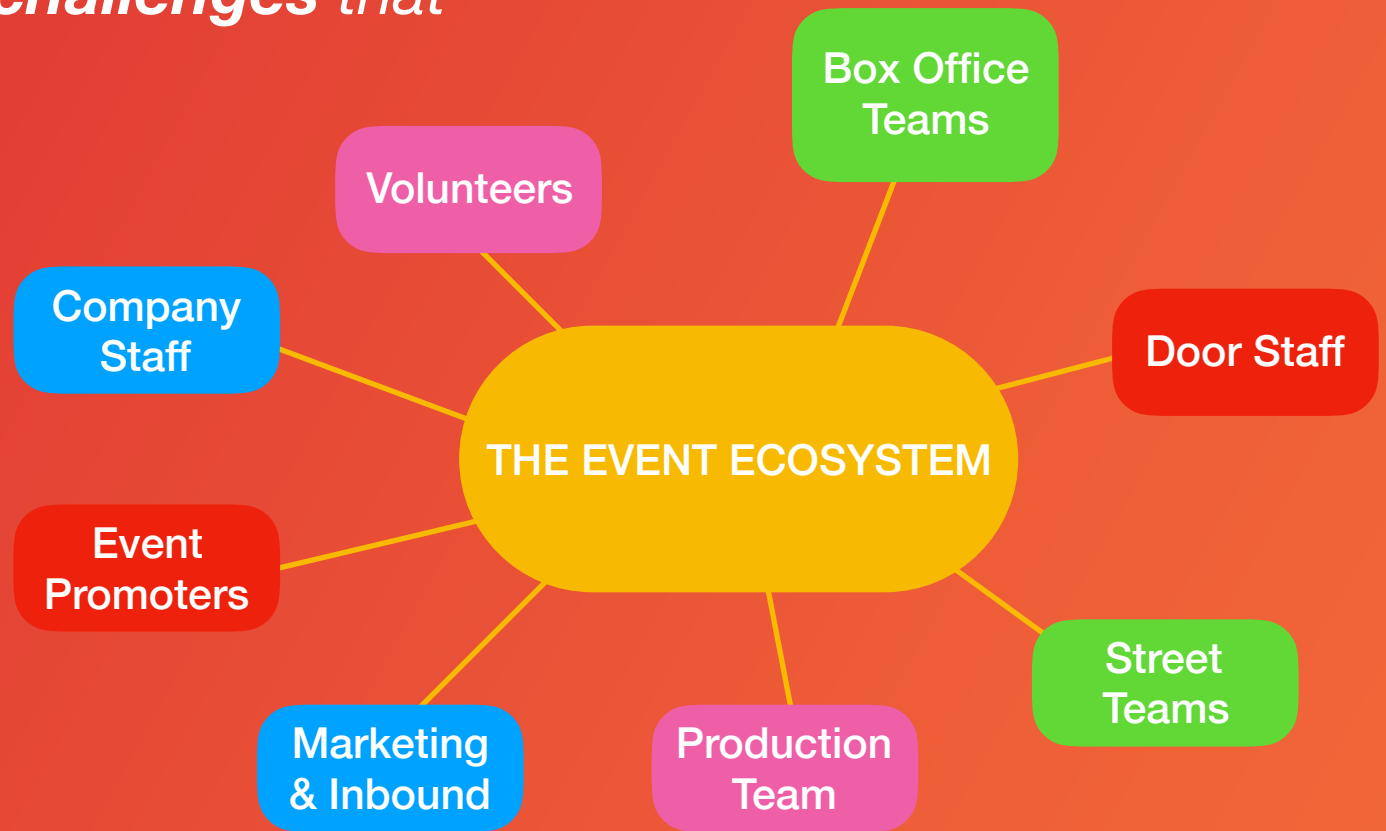 challenges that
Box Office
Teams
Volunteers
Company
Staff
Door Staff
THE EVENT ECOSYSTEM
Event
Promoters
Street
Teams
Marketing
& Inbound
Production
Team